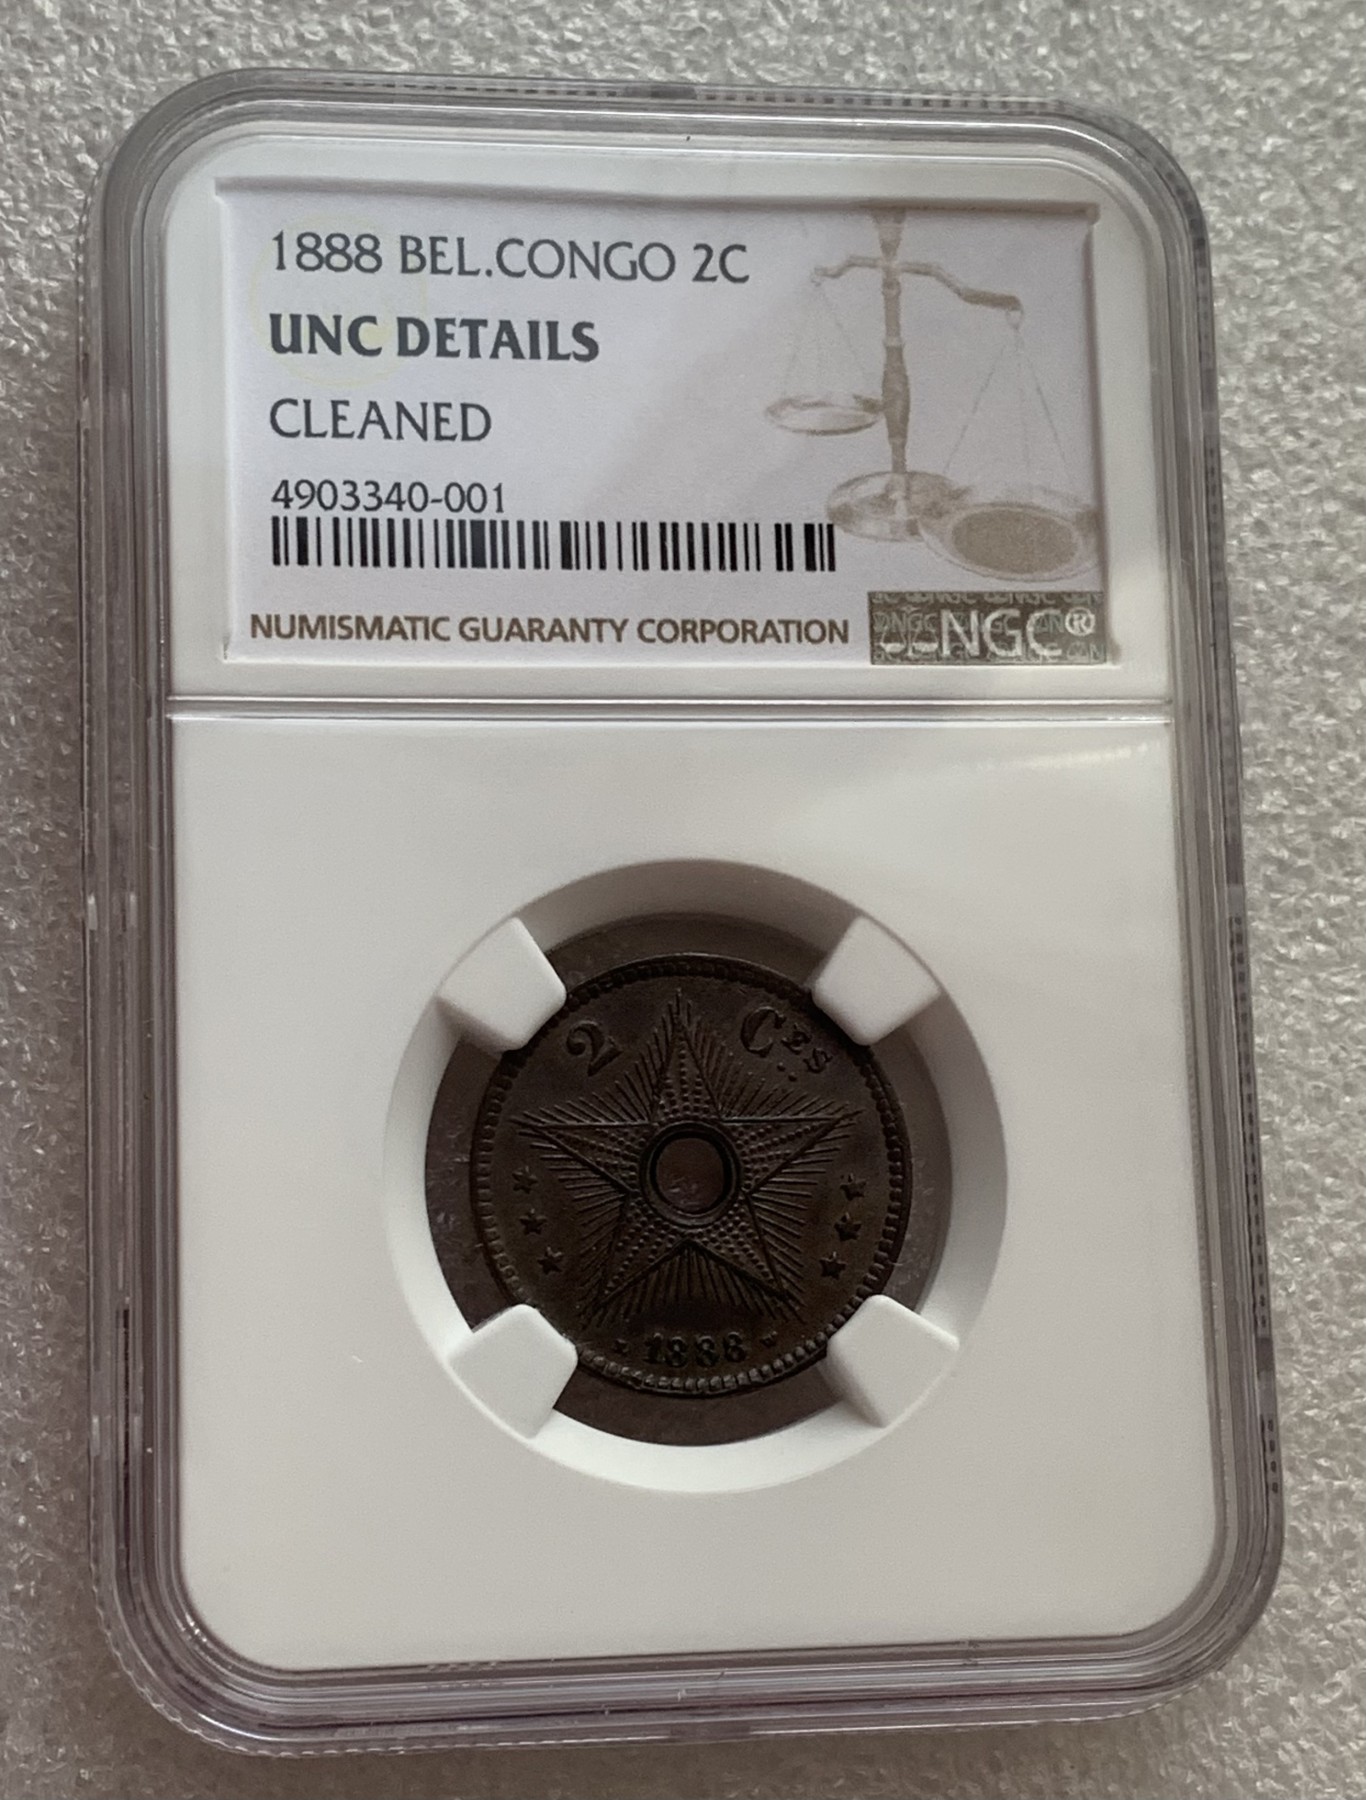 1888 BEL.CONGO 2C
UNC DETAILS
CLEANED
4903340-001
NUMISMATIC GUARANTY CORPORATION
NGC®
2 CES
1888